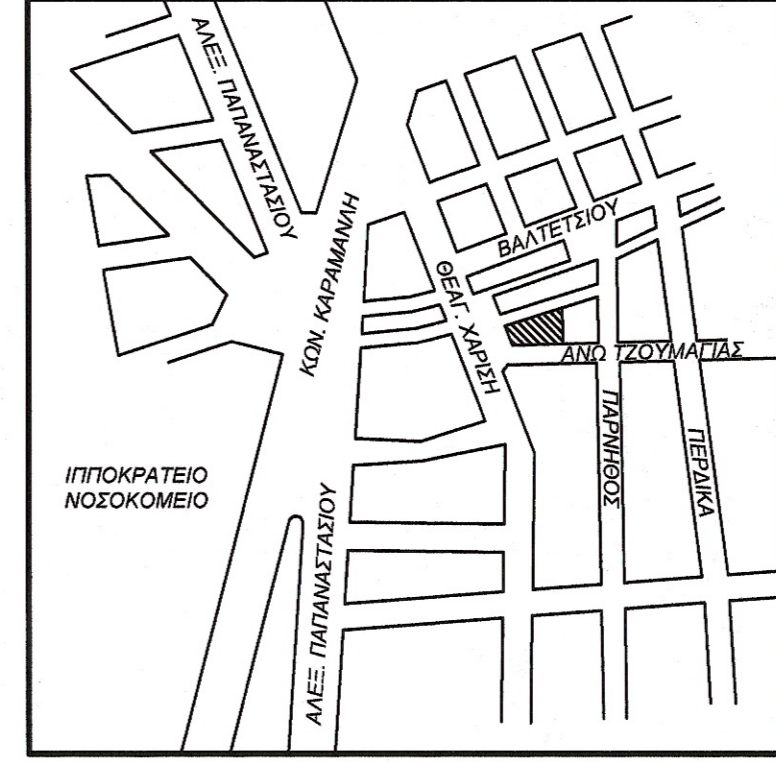 ΑΛΕΞ. ΠΑΠΑΝΑΣΤΑΣΙΟΥ
ΚΩΝ. ΚΑΡΑΜΑΝΛΗ
ΒΑΛΤΕΤΣΙΟΥ
ΘΕΑΓ. ΧΑΡΙΣΗ
ΑΝΩ ΤΖΟΥΜΑΓΙΑΣ
ΠΑΡΝΗΘΟΣ
ΠΕΡΔΙΚΑ
ΙΠΠΟΚΡΑΤΕΙΟ
ΝΟΣΟΚΟΜΕΙΟ
ΑΛΕΞ. ΠΑΠΑΝΑΣΤΑΣΙΟΥ